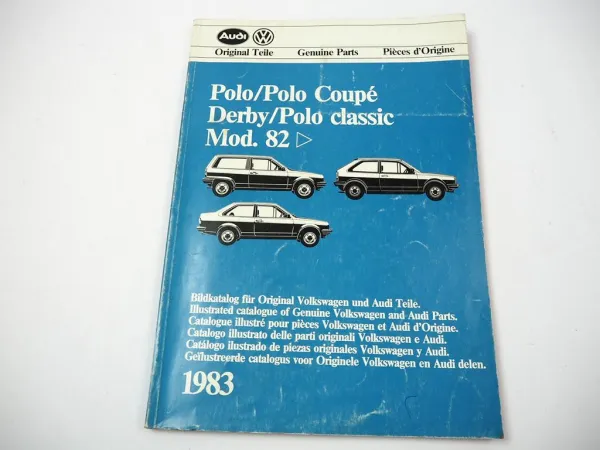 Audi
Original Teile Genuine Parts Pièces d'Origine
Polo/Polo Coupé
Derby/Polo classic
Mod. 82 ▷
Bildkatalog für Original Volkswagen und Audi Teile.
Illustrated catalogue of Genuine Volkswagen and Audi Parts.
Catalogue illustré pour pièces Volkswagen et Audi d'Origine.
Catalogo illustrato delle parti originali Volkswagen e Audi.
Catálogo ilustrado de piezas originales Volkswagen y Audi.
Geïllustreerde catalogus voor Originele Volkswagen en Audi delen.
1983